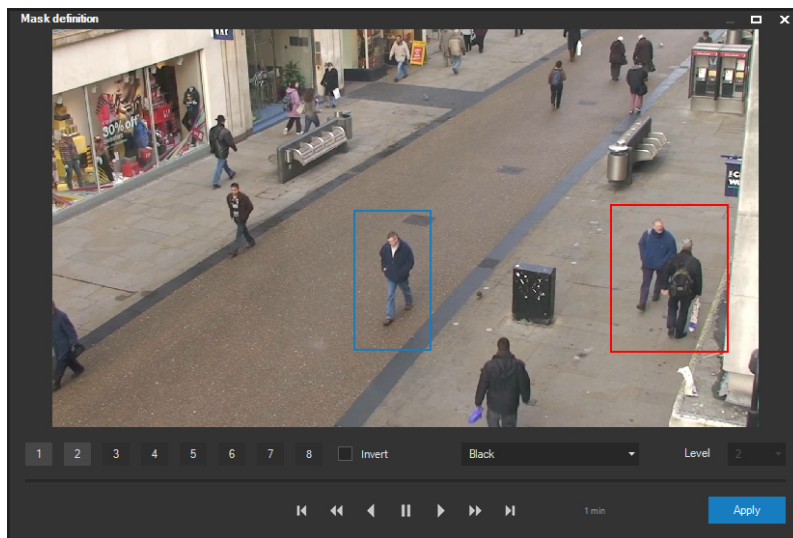 Mask definition
30% off
1 2 3 4 5 6 7 8 Invert Black Level 2
1 min Apply